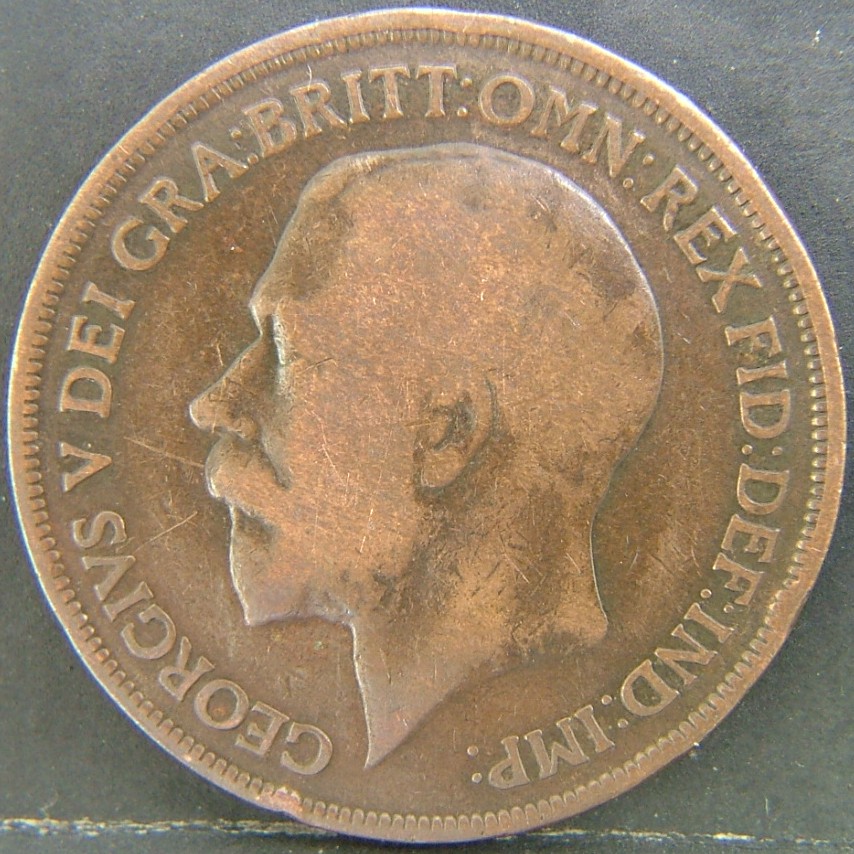 GEORGIVS V DEI GRA:BRITT:OMN:REX FID:DEF:IND:IMP: